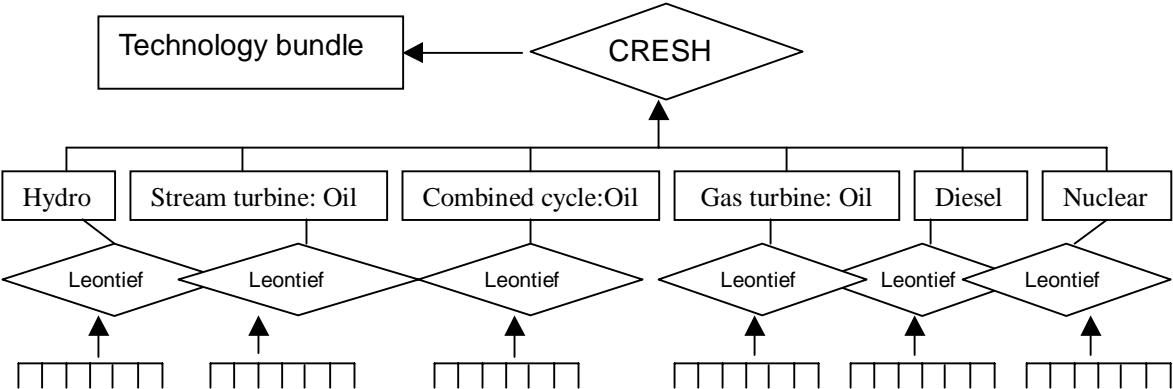 Technology bundle
CRESH
Hydro
Stream turbine: Oil
Combined cycle:Oil
Gas turbine: Oil
Diesel
Nuclear
Leontief
Leontief
Leontief
Leontief
Leontief
Leontief